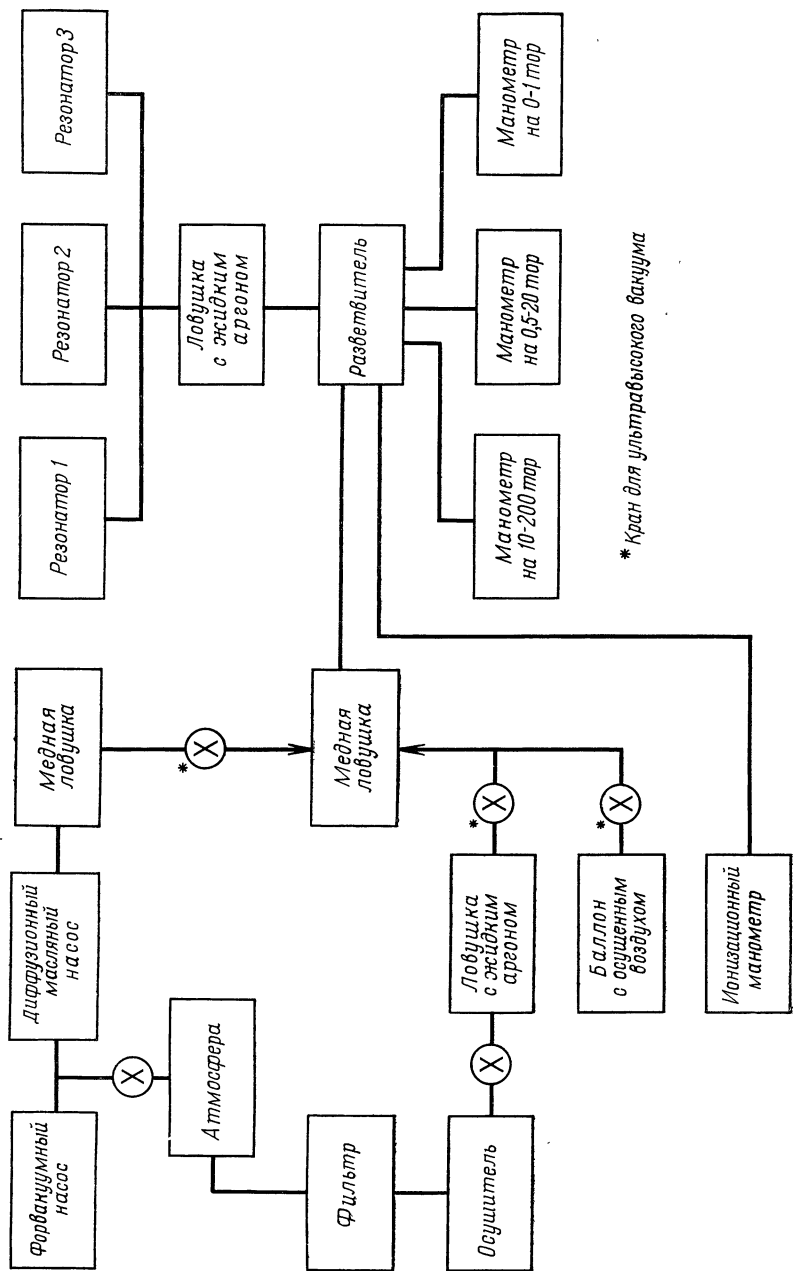 Форвакуумный
насос
Диффузионный
масляный
насос
Медная
ловушка
Резонатор 1
Резонатор 2
Резонатор 3
X
Атмосфера
*
X
Ловушка
с жидким
аргоном
Фильтр
Медная
ловушка
Разветвитель
Осушитель
X
Ловушка
с жидким
аргоном
*
X
Манометр
на 10-200 тор
Манометр
на 0,5-20 тор
Манометр
на 0-1 тор
Баллон
с осушенным
воздухом
*
X
* Кран для ультравысокого вакуума
Ионизационный
манометр